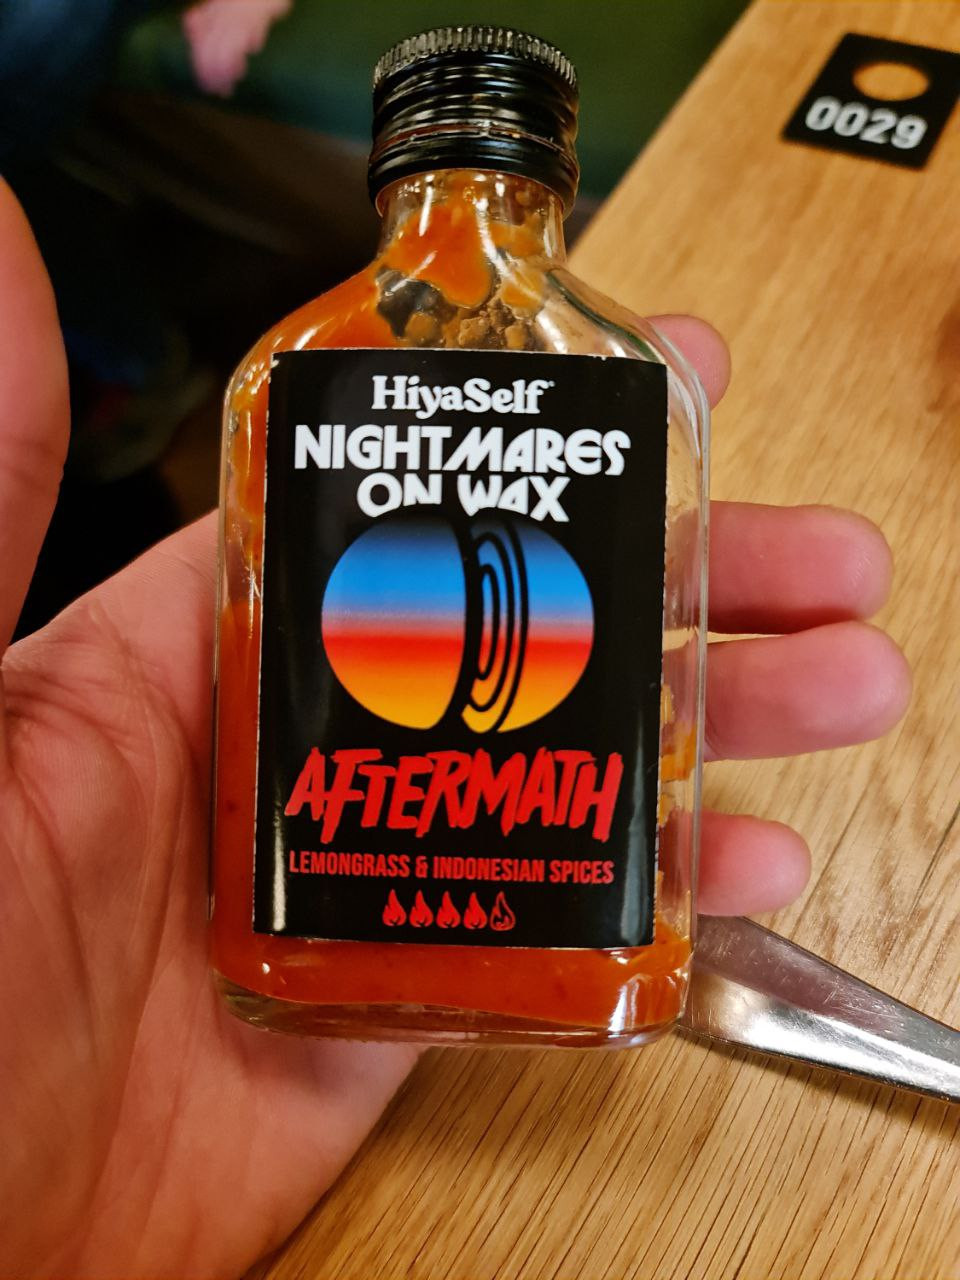 0029
HiyaSelf
NIGHTMARES
ON WAX
AFTERMATH
LEMONGRASS & INDONESIAN SPICES